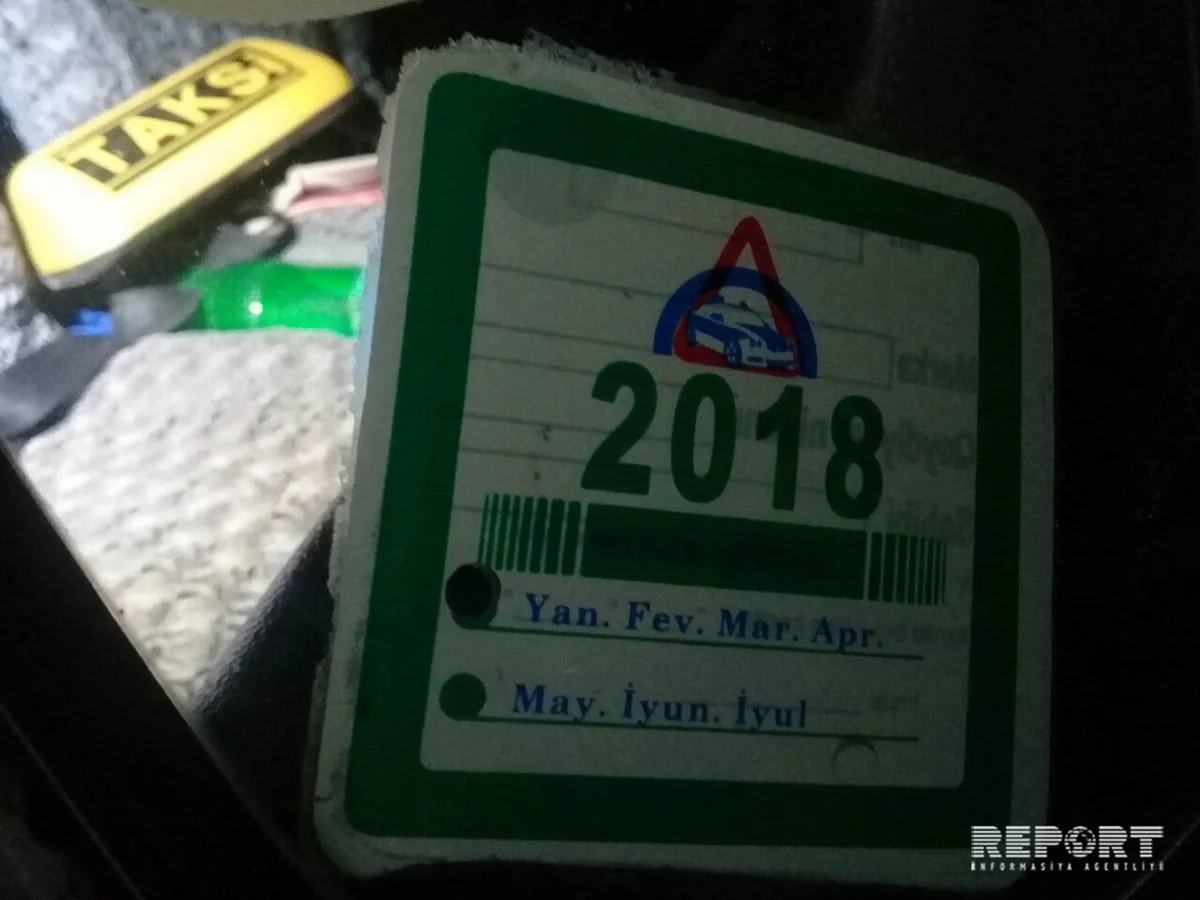 TAKSİ
2018
Yan. Fev. Mar. Apr.
May. İyun. İyul
REPORT
İNFORMASİYA AGENTLİYİ